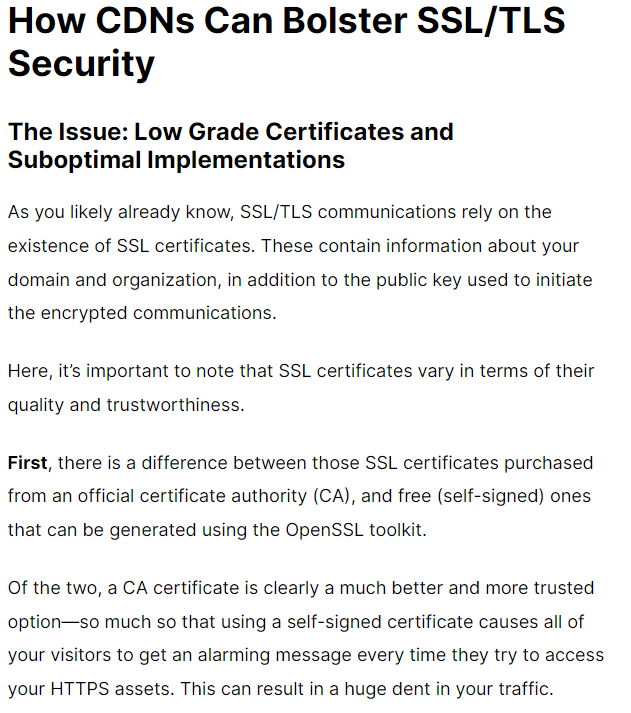 How CDNs Can Bolster SSL/TLS
Security
The Issue: Low Grade Certificates and
Suboptimal Implementations
As you likely already know, SSL/TLS communications rely on the
existence of SSL certificates. These contain information about your
domain and organization, in addition to the public key used to initiate
the encrypted communications.
Here, it’s important to note that SSL certificates vary in terms of their
quality and trustworthiness.
First, there is a difference between those SSL certificates purchased
from an official certificate authority (CA), and free (self-signed) ones
that can be generated using the OpenSSL toolkit.
Of the two, a CA certificate is clearly a much better and more trusted
option—so much so that using a self-signed certificate causes all of
your visitors to get an alarming message every time they try to access
your HTTPS assets. This can result in a huge dent in your traffic.